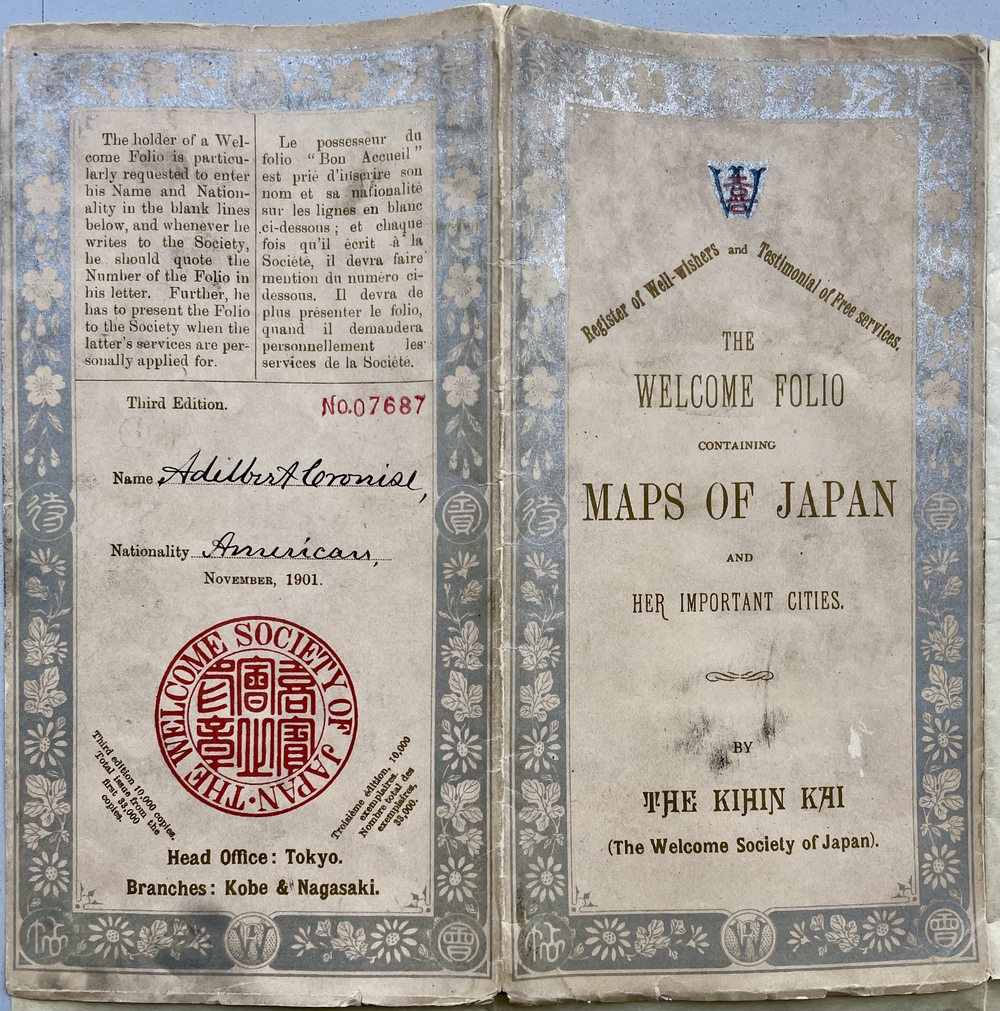 The holder of a Wel-
come Folio is particu-
larly requested to enter
his Name and Nation-
ality in the blank lines
below, and whenever he
writes to the Society,
he should quote the
Number of the Folio in
his letter. Further, he
has to present the Folio
to the Society when the
latter's services are per-
sonally applied for.
Le possesseur du
folio "Bon Accueil"
est prié d'inscrire son
nom et sa nationalité
sur les lignes en blanc
ci-dessous; et chaque
fois qu'il écrit à la
Société, il devra faire
mention du numéro ci-
dessous. Il devra de
plus présenter le folio,
quand il demandera
personnellement les
services de la Société.
Third Edition.
No.07687
Name Adelbert Cronise,
Nationality American,
November, 1901.
THE WELCOME SOCIETY OF JAPAN
貴賓會之印章
Third edition 10,000 copies.
Total issue from the
first 33,000
copies.
Troisième édition, 10,000
exemplaires.
Nombre total des
exemplaires,
33,000.
Head Office: Tokyo.
Branches: Kobe & Nagasaki.
W
喜
Register of Well-wishers and Testimonial of Free services.
THE
WELCOME FOLIO
CONTAINING
MAPS OF JAPAN
AND
HER IMPORTANT CITIES.
BY
THE KIHIN KAI
(The Welcome Society of Japan).